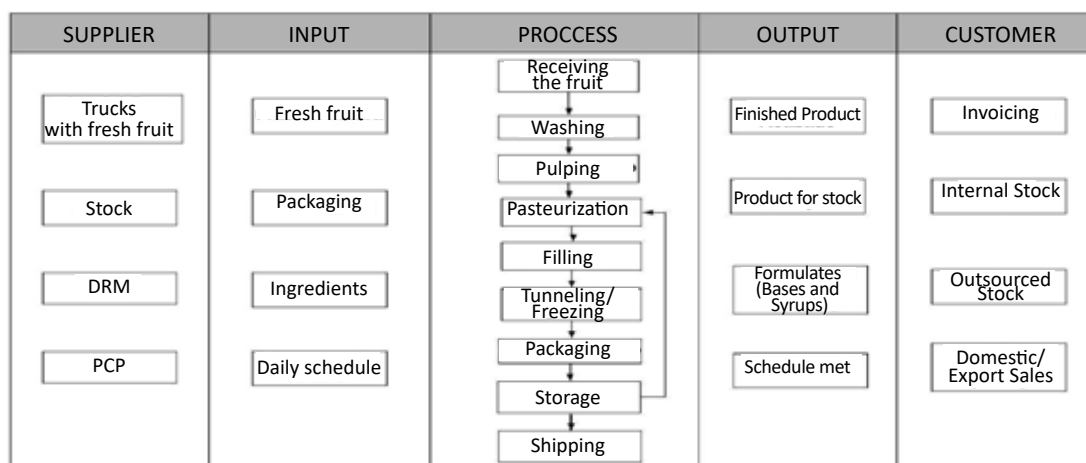 SUPPLIER
INPUT
PROCCESS
OUTPUT
CUSTOMER
Trucks
with fresh fruit
Stock
DRM
PCP
Fresh fruit
Packaging
Ingredients
Daily schedule
Receiving
the fruit
Washing
Pulping
Pasteurization
Filling
Tunneling/
Freezing
Packaging
Storage
Shipping
Finished Product
Product for stock
Formulates
(Bases and
Syrups)
Schedule met
Invoicing
Internal Stock
Outsourced
Stock
Domestic/
Export Sales